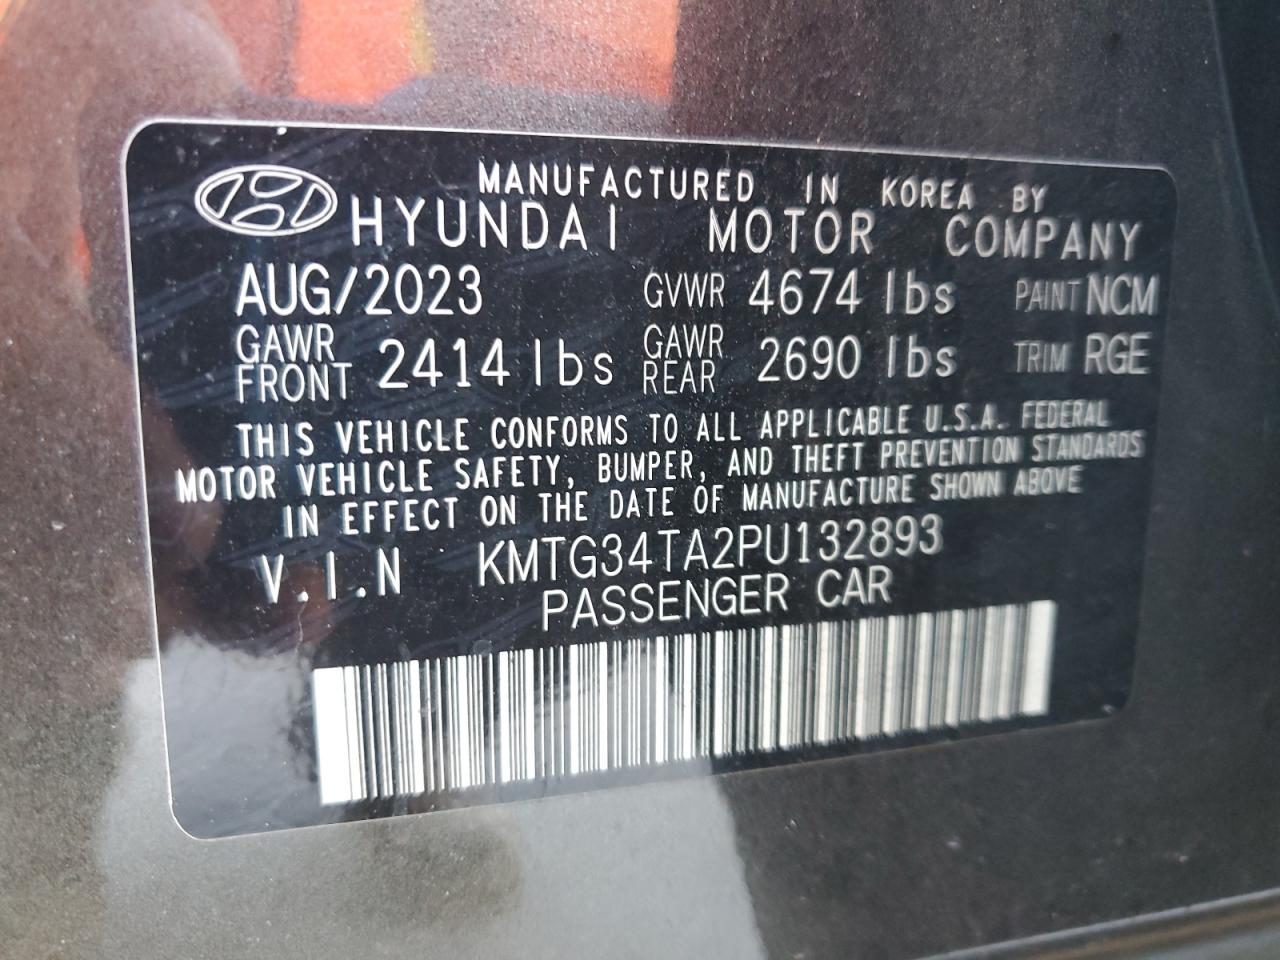 MANUFACTURED IN KOREA BY
HYUNDAI MOTOR COMPANY
AUG/2023 GVWR 4674 lbs PAINT NCM
GAWR FRONT 2414 lbs GAWR REAR 2690 lbs TRIM RGE
THIS VEHICLE CONFORMS TO ALL APPLICABLE U.S.A. FEDERAL
MOTOR VEHICLE SAFETY, BUMPER, AND THEFT PREVENTION STANDARDS
IN EFFECT ON THE DATE OF MANUFACTURE SHOWN ABOVE
V.I.N KMTG34TA2PU132893
PASSENGER CAR